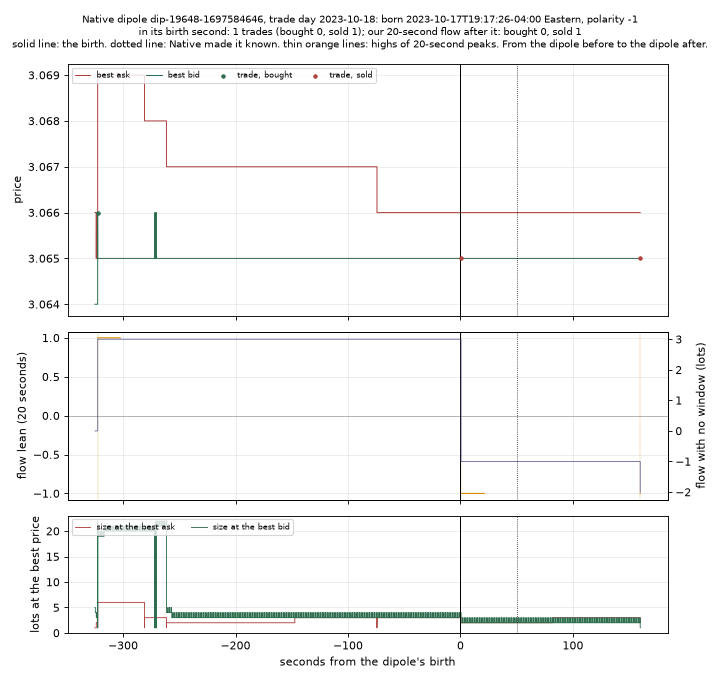 Native dipole dip-19648-1697584646, trade day 2023-10-18: born 2023-10-17T19:17:26-04:00 Eastern, polarity -1
in its birth second: 1 trades (bought 0, sold 1); our 20-second flow after it: bought 0, sold 1
solid line: the birth. dotted line: Native made it known. thin orange lines: highs of 20-second peaks. From the dipole before to the dipole after.
best ask best bid trade, bought trade, sold
3.069
3.068
3.067
3.066
3.065
3.064
price
1.0
0.5
0.0
−0.5
−1.0
flow lean (20 seconds)
3
2
1
0
−1
−2
flow with no window (lots)
size at the best ask size at the best bid
20
15
10
5
0
lots at the best price
−300 −200 −100 0 100
seconds from the dipole's birth